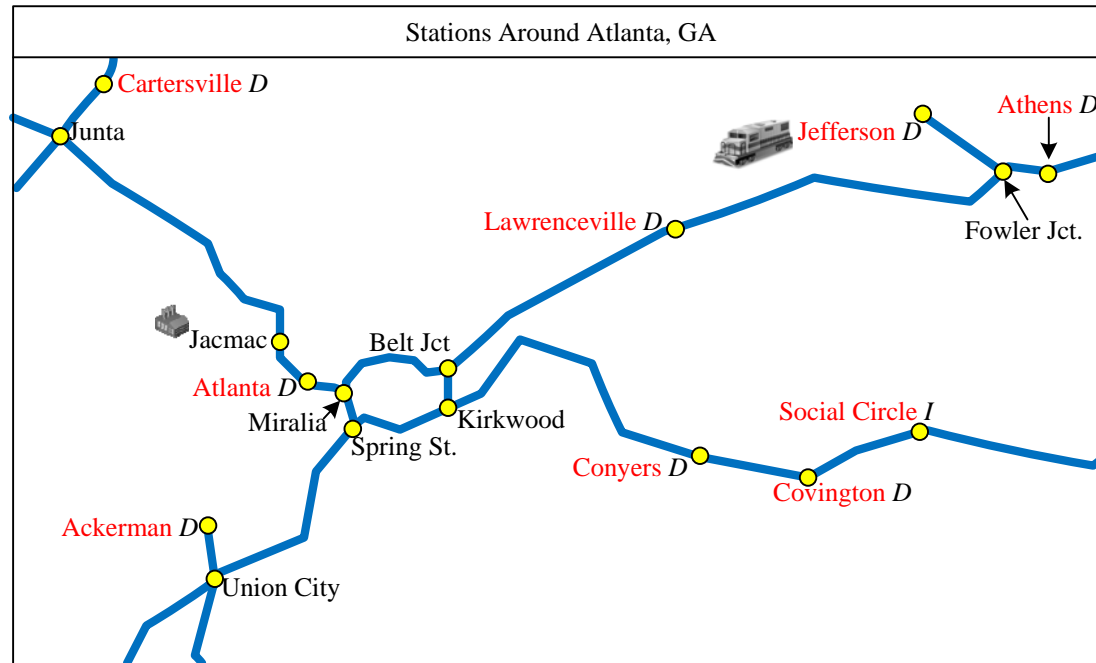 Stations Around Atlanta, GA
Cartersville D
Junta
Jefferson D
Athens D
Lawrenceville D
Fowler Jct.
Jacmac
Belt Jct
Atlanta D
Miralia
Spring St.
Kirkwood
Social Circle I
Conyers D
Covington D
Ackerman D
Union City